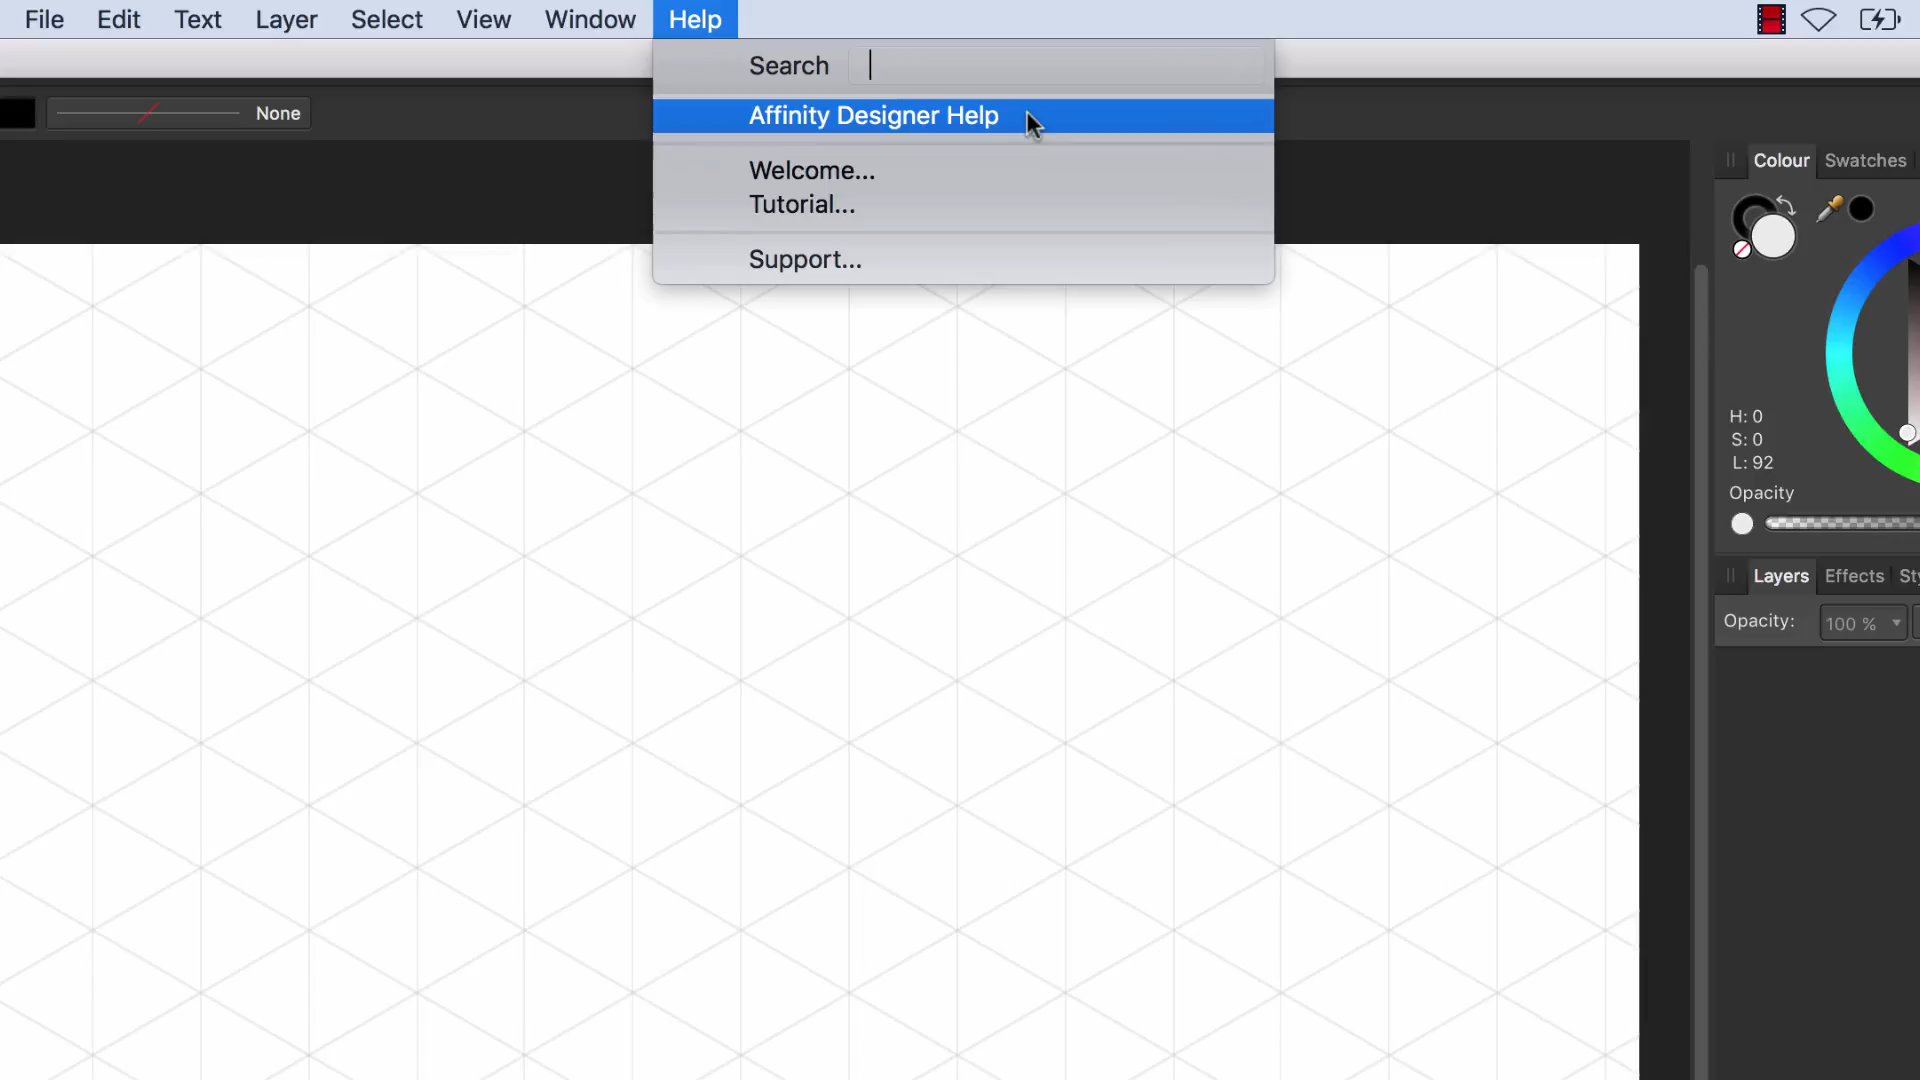 File Edit Text Layer Select View Window Help
Search
None
Affinity Designer Help
Welcome...
Tutorial...
Support...
Colour Swatches
H: 0
S: 0
L: 92
Opacity
Layers Effects Sty
Opacity: 100 %